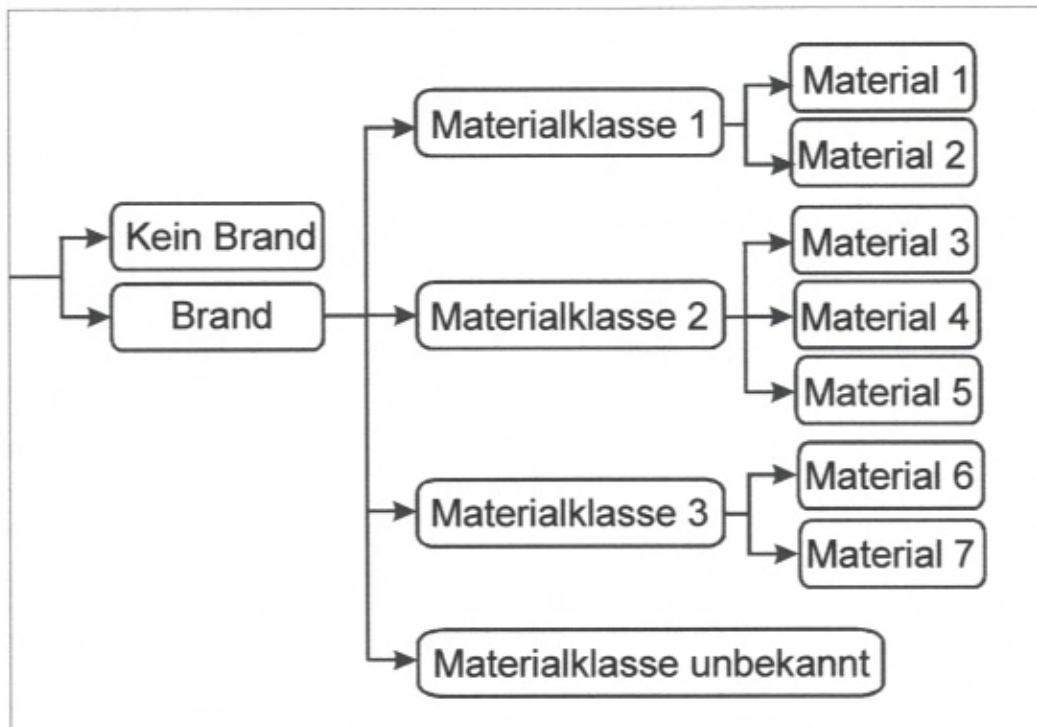 Kein Brand
Brand
Materialklasse 1
Material 1
Material 2
Materialklasse 2
Material 3
Material 4
Material 5
Materialklasse 3
Material 6
Material 7
Materialklasse unbekannt